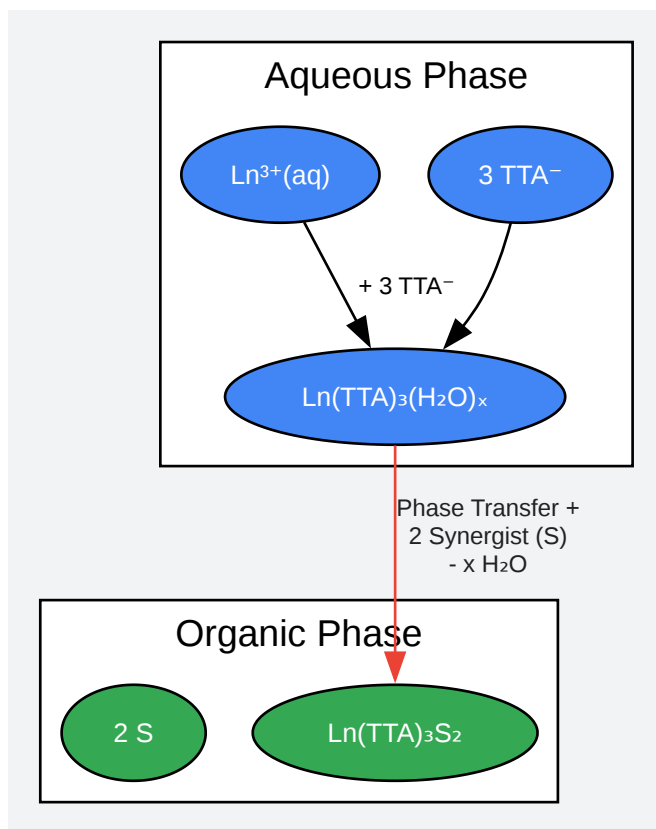 Aqueous Phase
Ln³⁺(aq)
3 TTA⁻
+ 3 TTA⁻
Ln(TTA)₃(H₂O)ₓ
Phase Transfer +
2 Synergist (S)
- x H₂O
Organic Phase
2 S
Ln(TTA)₃S₂